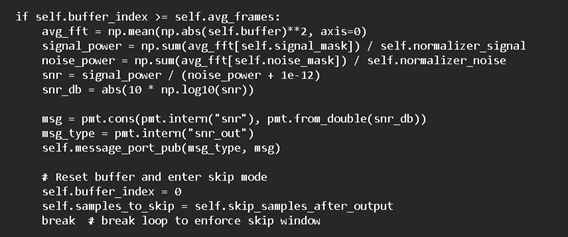 if self.buffer_index >= self.avg_frames:
    avg_fft = np.mean(np.abs(self.buffer)**2, axis=0)
    signal_power = np.sum(avg_fft[self.signal_mask]) / self.normalizer_signal
    noise_power = np.sum(avg_fft[self.noise_mask]) / self.normalizer_noise
    snr = signal_power / (noise_power + 1e-12)
    snr_db = abs(10 * np.log10(snr))

    msg = pmt.cons(pmt.intern("snr"), pmt.from_double(snr_db))
    msg_type = pmt.intern("snr_out")
    self.message_port_pub(msg_type, msg)

    # Reset buffer and enter skip mode
    self.buffer_index = 0
    self.samples_to_skip = self.skip_samples_after_output
    break  # break loop to enforce skip window